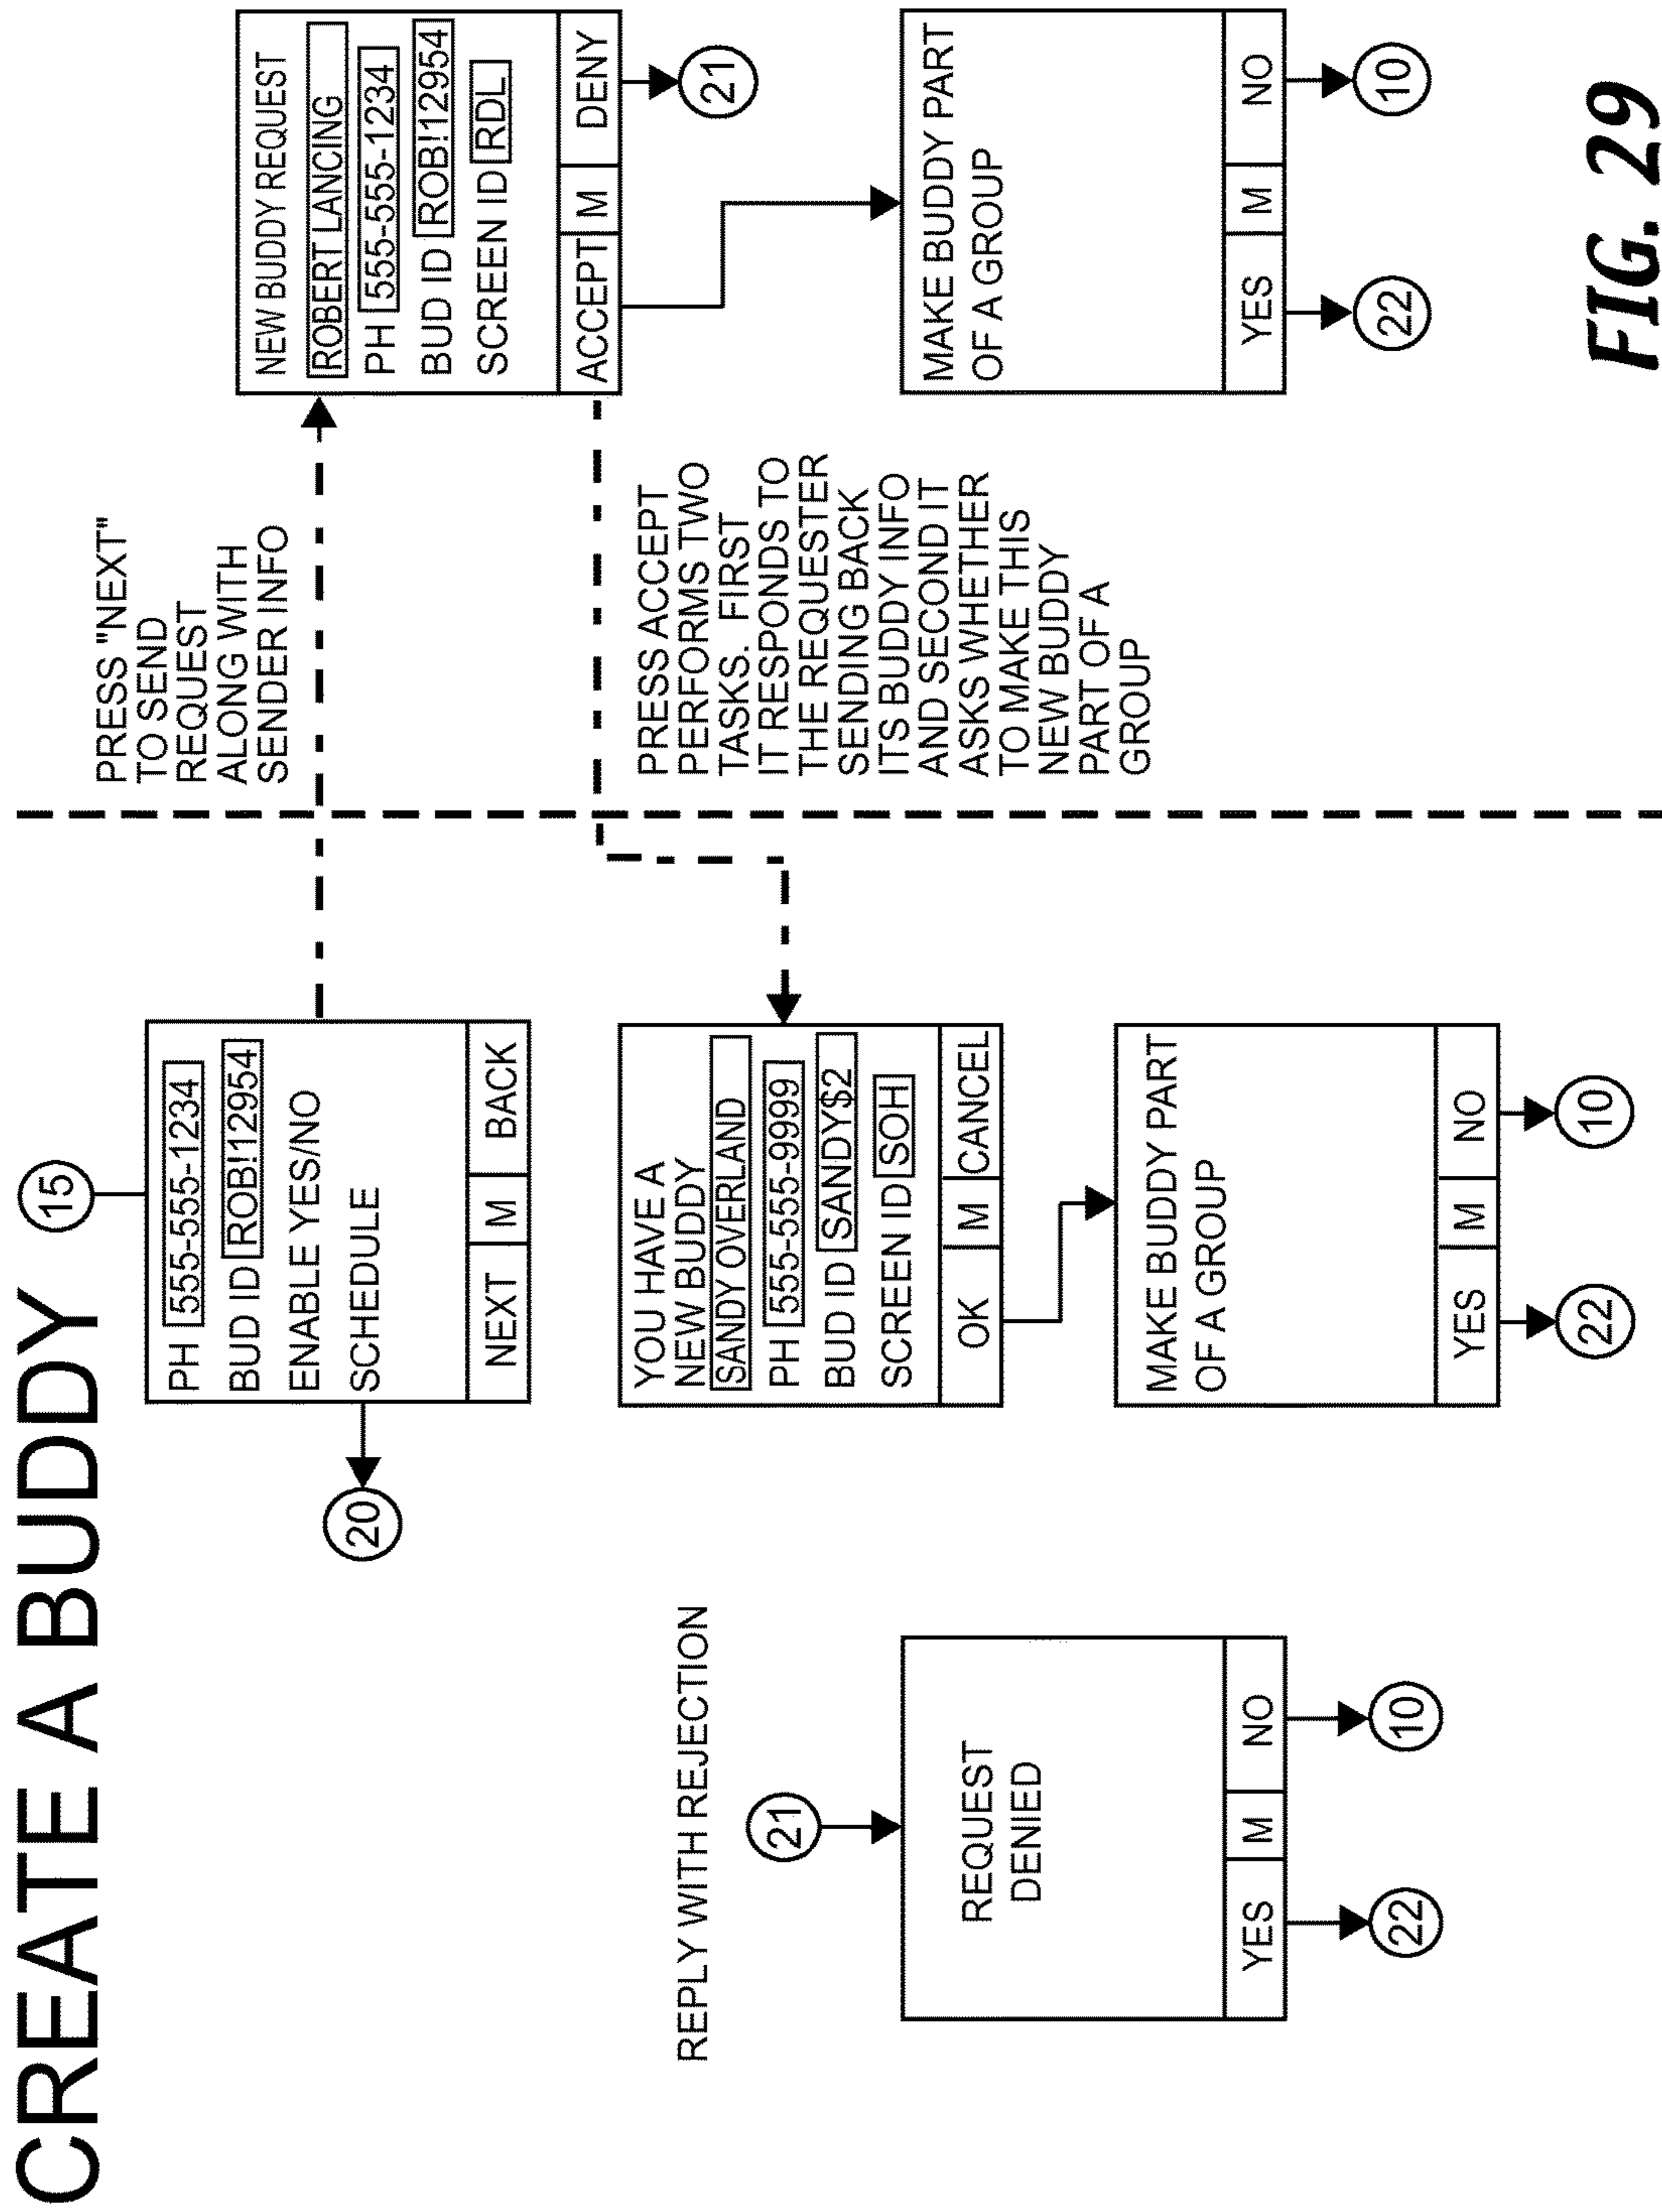 CREATE A BUDDY
15
PH 555-555-1234
BUD ID ROB!12954
ENABLE YES/NO
SCHEDULE
NEXT M BACK
20
PRESS "NEXT"
TO SEND
REQUEST
ALONG WITH
SENDER INFO
NEW BUDDY REQUEST
ROBERT LANCING
PH 555-555-1234
BUD ID ROB!12954
SCREEN ID RDL
ACCEPT M DENY
21
PRESS ACCEPT
PERFORMS TWO
TASKS. FIRST
IT RESPONDS TO
THE REQUESTER
SENDING BACK
ITS BUDDY INFO
AND SECOND IT
ASKS WHETHER
TO MAKE THIS
NEW BUDDY
PART OF A
GROUP
YOU HAVE A
NEW BUDDY
SANDY OVERLAND
PH 555-555-9999
BUD ID SANDY$2
SCREEN ID SOH
OK M CANCEL
MAKE BUDDY PART
OF A GROUP
YES M NO
22 10
MAKE BUDDY PART
OF A GROUP
YES M NO
22 10
REPLY WITH REJECTION
21
REQUEST
DENIED
YES M NO
22 10
FIG. 29